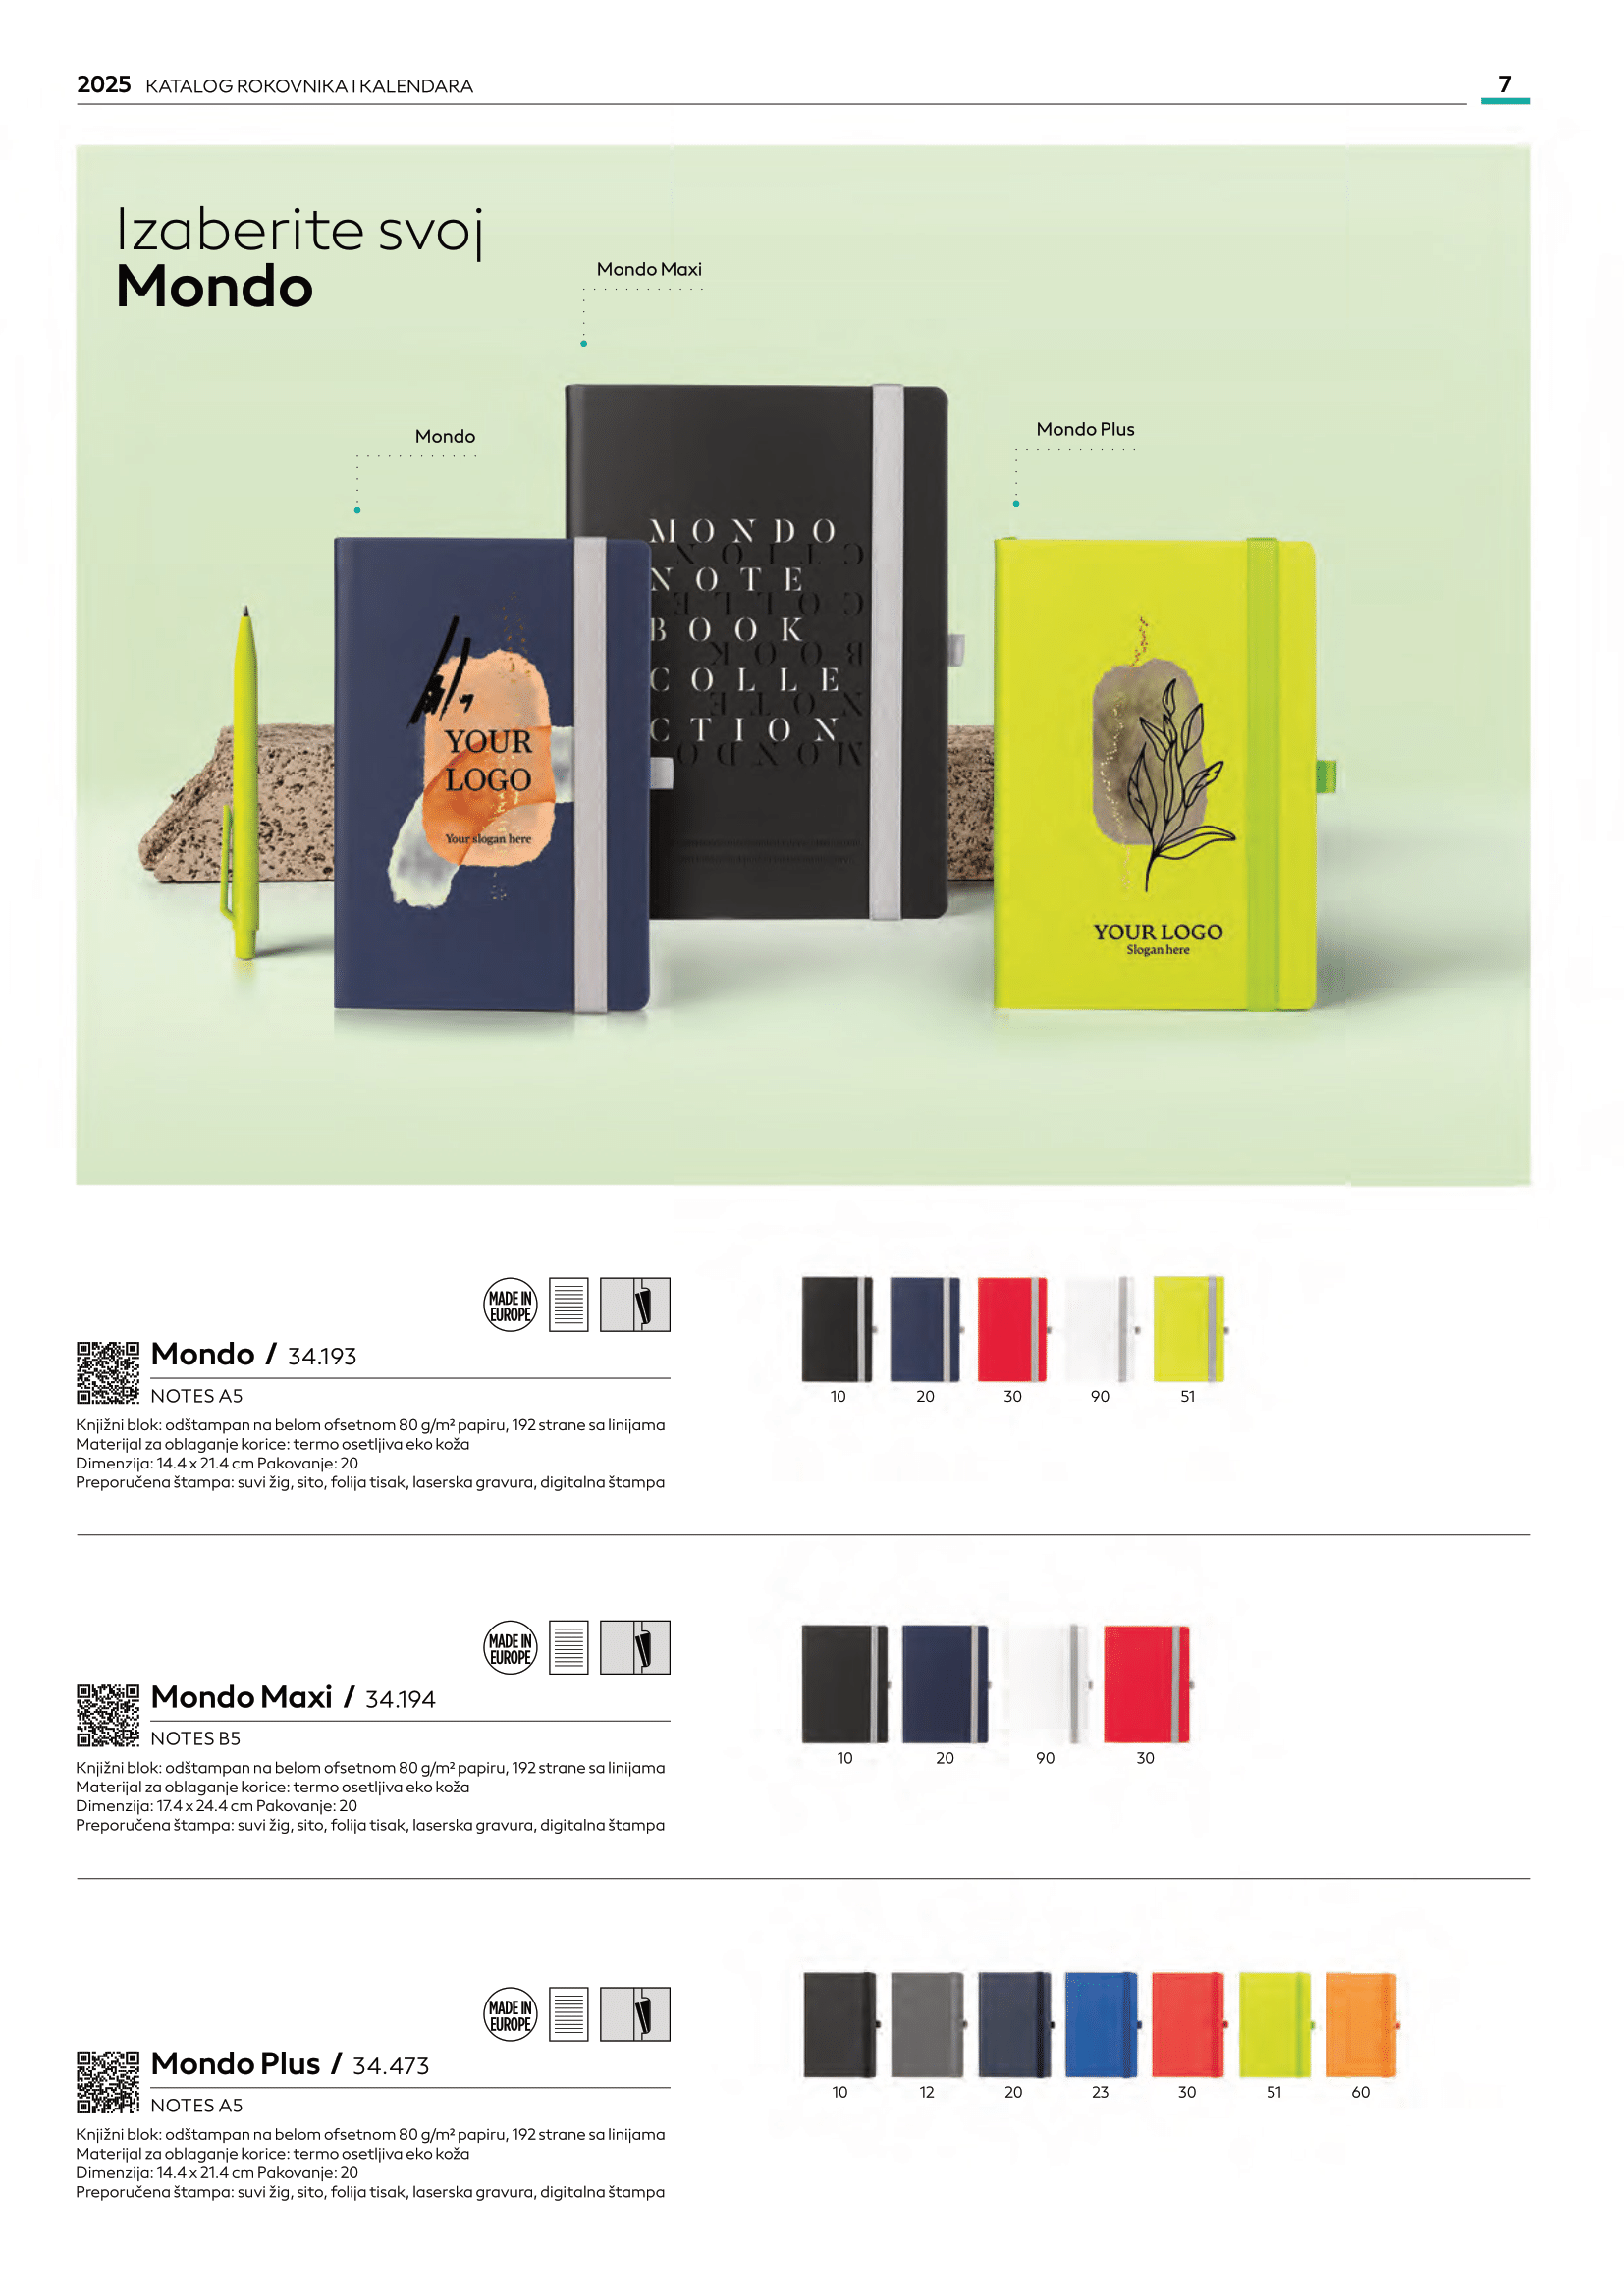 2025 KATALOG ROKOVNIKA I KALENDARA
7
Izaberite svoj
Mondo
Mondo Maxi
Mondo
Mondo Plus
MONDO
NOTE
BOOK
COLLE
CTION
YOUR
LOGO
Your slogan here
YOUR LOGO
Slogan here
MADE IN
EUROPE
Mondo / 34.193
NOTES A5
Knjižni blok: odštampan na belom ofsetnom 80 g/m² papiru, 192 strane sa linijama
Materijal za oblaganje korice: termo osetljiva eko koža
Dimenzija: 14.4 x 21.4 cm Pakovanje: 20
Preporučena štampa: suvi žig, sito, folija tisak, laserska gravura, digitalna štampa
10 20 30 90 51
MADE IN
EUROPE
Mondo Maxi / 34.194
NOTES B5
Knjižni blok: odštampan na belom ofsetnom 80 g/m² papiru, 192 strane sa linijama
Materijal za oblaganje korice: termo osetljiva eko koža
Dimenzija: 17.4 x 24.4 cm Pakovanje: 20
Preporučena štampa: suvi žig, sito, folija tisak, laserska gravura, digitalna štampa
10 20 90 30
MADE IN
EUROPE
Mondo Plus / 34.473
NOTES A5
Knjižni blok: odštampan na belom ofsetnom 80 g/m² papiru, 192 strane sa linijama
Materijal za oblaganje korice: termo osetljiva eko koža
Dimenzija: 14.4 x 21.4 cm Pakovanje: 20
Preporučena štampa: suvi žig, sito, folija tisak, laserska gravura, digitalna štampa
10 12 20 23 30 51 60